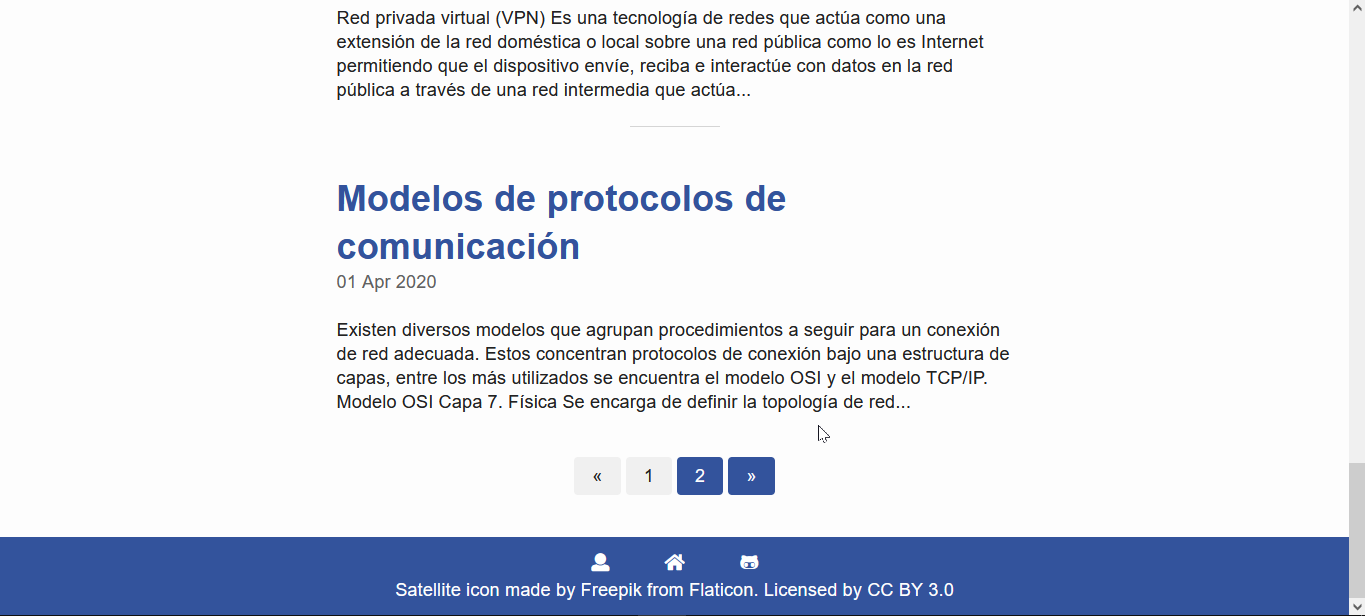 Red privada virtual (VPN) Es una tecnología de redes que actúa como una
extensión de la red doméstica o local sobre una red pública como lo es Internet
permitiendo que el dispositivo envíe, reciba e interactúe con datos en la red
pública a través de una red intermedia que actúa...
Modelos de protocolos de
comunicación
01 Apr 2020
Existen diversos modelos que agrupan procedimientos a seguir para un conexión
de red adecuada. Estos concentran protocolos de conexión bajo una estructura de
capas, entre los más utilizados se encuentra el modelo OSI y el modelo TCP/IP.
Modelo OSI Capa 7. Física Se encarga de definir la topología de red...
« 1 2 »
Satellite icon made by Freepik from Flaticon. Licensed by CC BY 3.0